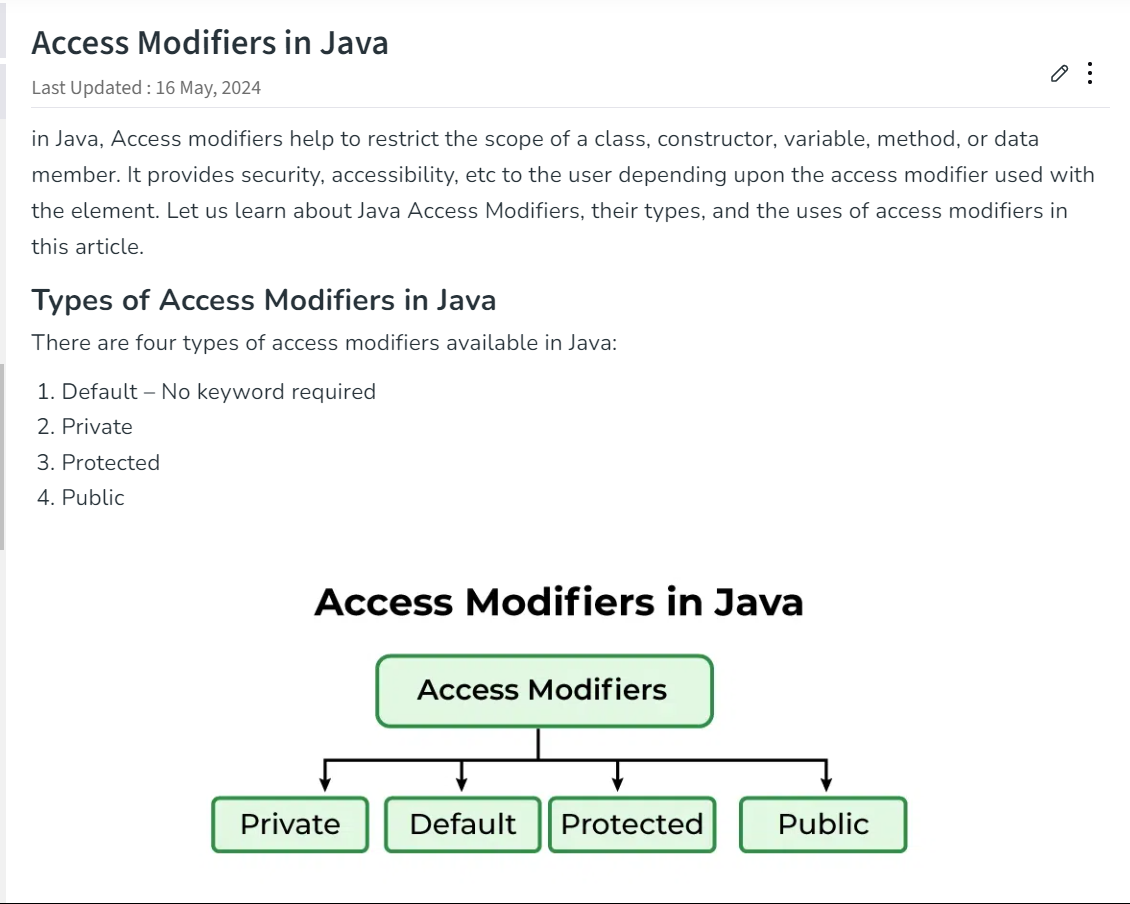 Access Modifiers in Java
Last Updated : 16 May, 2024
in Java, Access modifiers help to restrict the scope of a class, constructor, variable, method, or data
member. It provides security, accessibility, etc to the user depending upon the access modifier used with
the element. Let us learn about Java Access Modifiers, their types, and the uses of access modifiers in
this article.
Types of Access Modifiers in Java
There are four types of access modifiers available in Java:
1. Default – No keyword required
2. Private
3. Protected
4. Public
Access Modifiers in Java
Access Modifiers
Private Default Protected Public